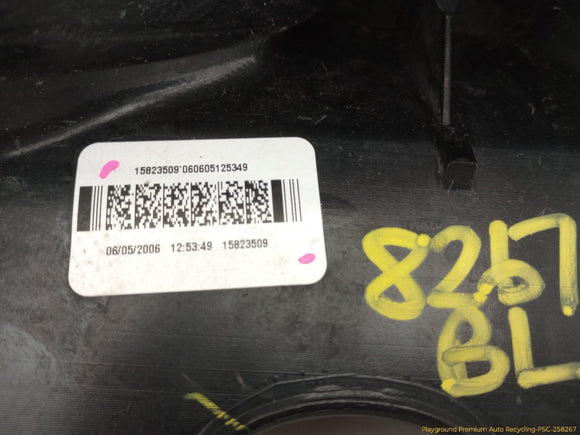 15823509*060605125349
06/05/2006 12:53:49 15823509
8267
BL
Playground Premium Auto Recycling-PSC-258267